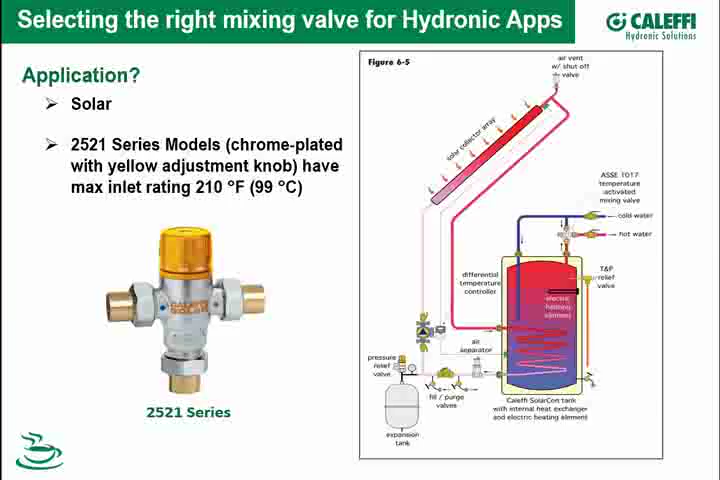 Selecting the right mixing valve for Hydronic Apps
CALEFFI
Hydronic Solutions
Application?
Solar
2521 Series Models (chrome-plated
with yellow adjustment knob) have
max inlet rating 210 °F (99 °C)
CALEFFI
SOLAR
2521 Series
Figure 6-5
air vent
w/ shut off
valve
solar collector array
ASSE 1017
temperature
activated
mixing valve
cold water
hot water
T&P
relief
valve
differential
temperature
controller
electric
heating
element
air
separator
pressure
relief
valve
fill / purge
valves
expansion
tank
Caleffi SolarCon tank
with internal heat exchanger
and electric heating element